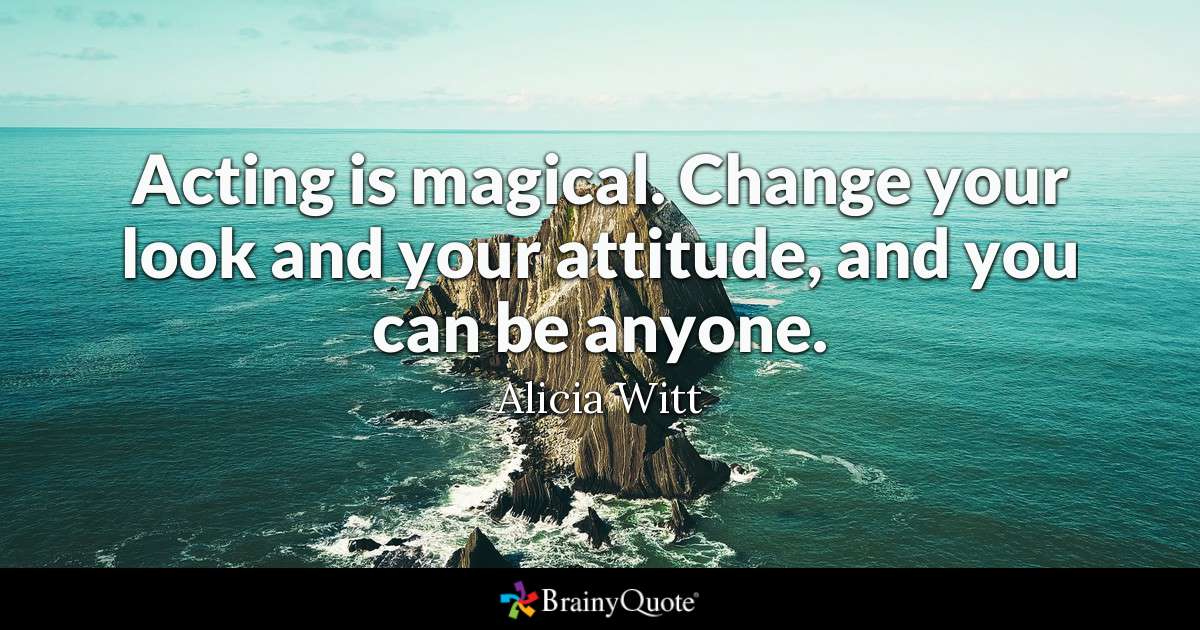 Acting is magical. Change your
look and your attitude, and you
can be anyone.
Alicia Witt
BrainyQuote®